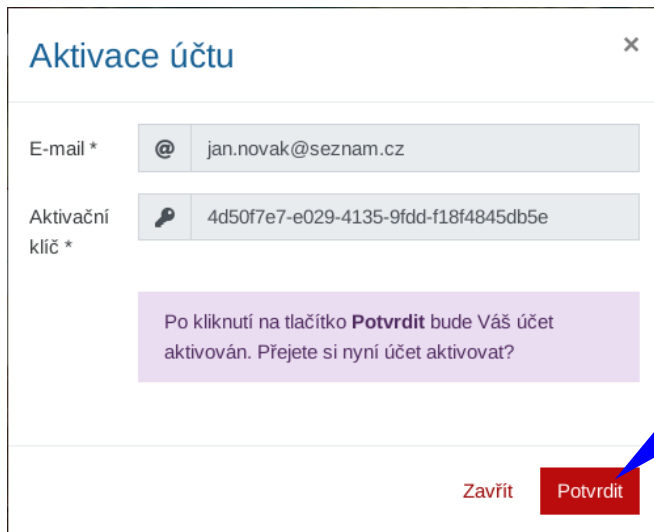 Aktivace účtu
×
E-mail *
@ jan.novak@seznam.cz
Aktivační
klíč *
4d50f7e7-e029-4135-9fdd-f18f4845db5e
Po kliknutí na tlačítko Potvrdit bude Váš účet
aktivován. Přejete si nyní účet aktivovat?
Zavřít Potvrdit